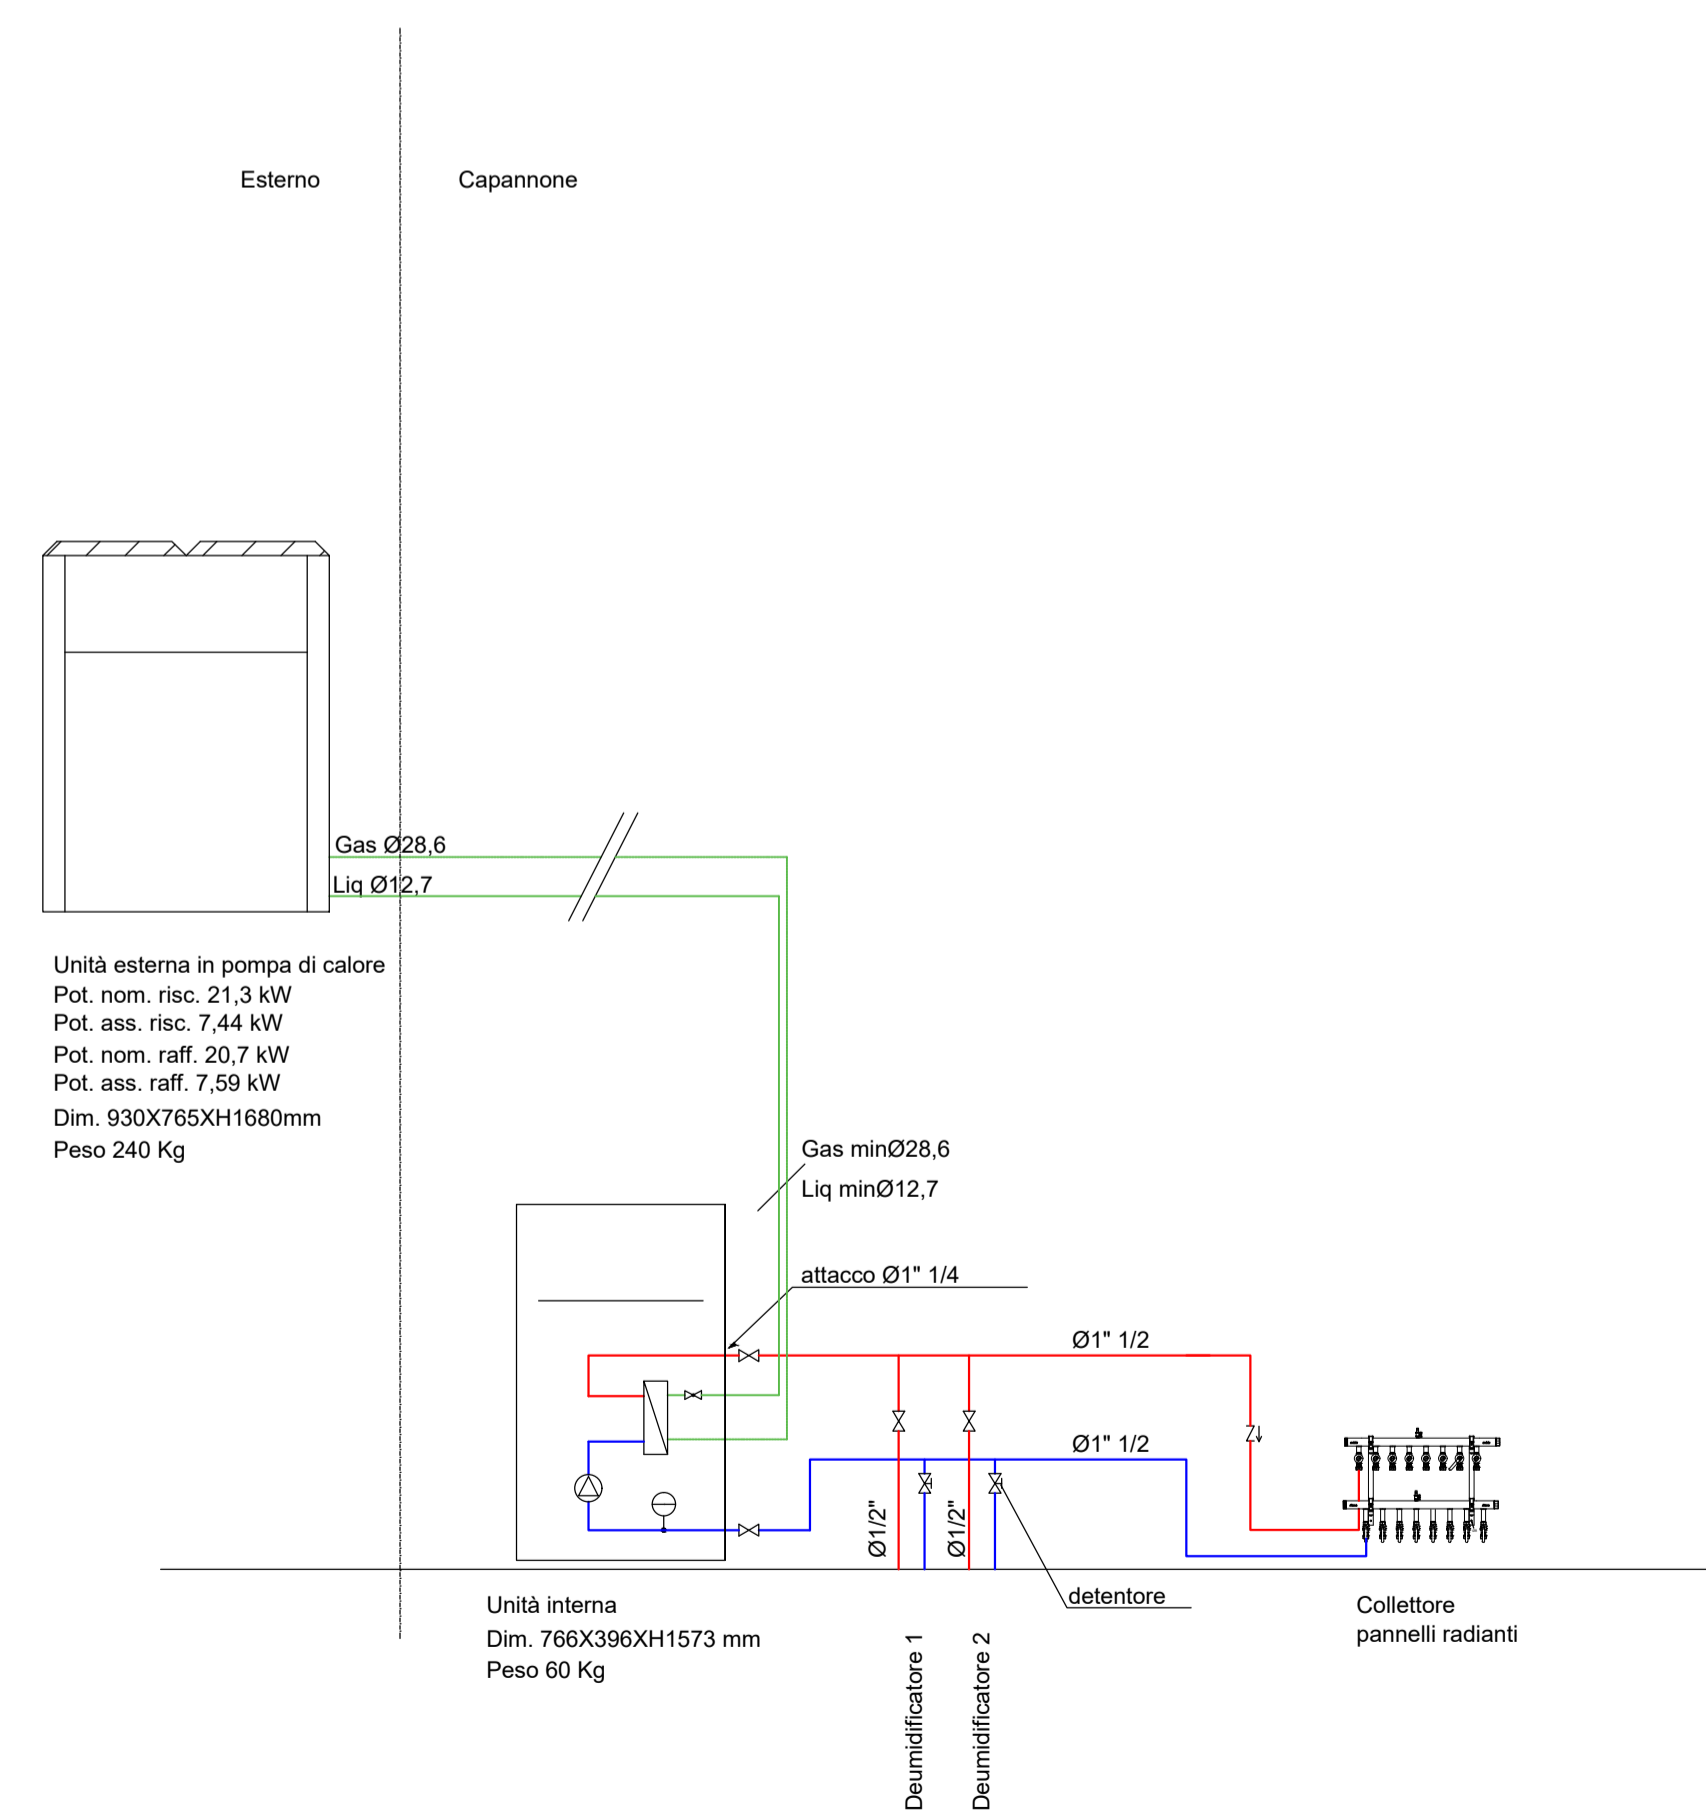 Esterno
Capannone
Gas Ø28,6
Liq Ø12,7
Unità esterna in pompa di calore
Pot. nom. risc. 21,3 kW
Pot. ass. risc. 7,44 kW
Pot. nom. raff. 20,7 kW
Pot. ass. raff. 7,59 kW
Dim. 930X765XH1680mm
Peso 240 Kg
Gas minØ28,6
Liq minØ12,7
attacco Ø1" 1/4
Ø1" 1/2
Ø1" 1/2
Ø1/2"
Ø1/2"
detentore
Unità interna
Dim. 766X396XH1573 mm
Peso 60 Kg
Deumidificatore 1
Deumidificatore 2
Collettore
pannelli radianti